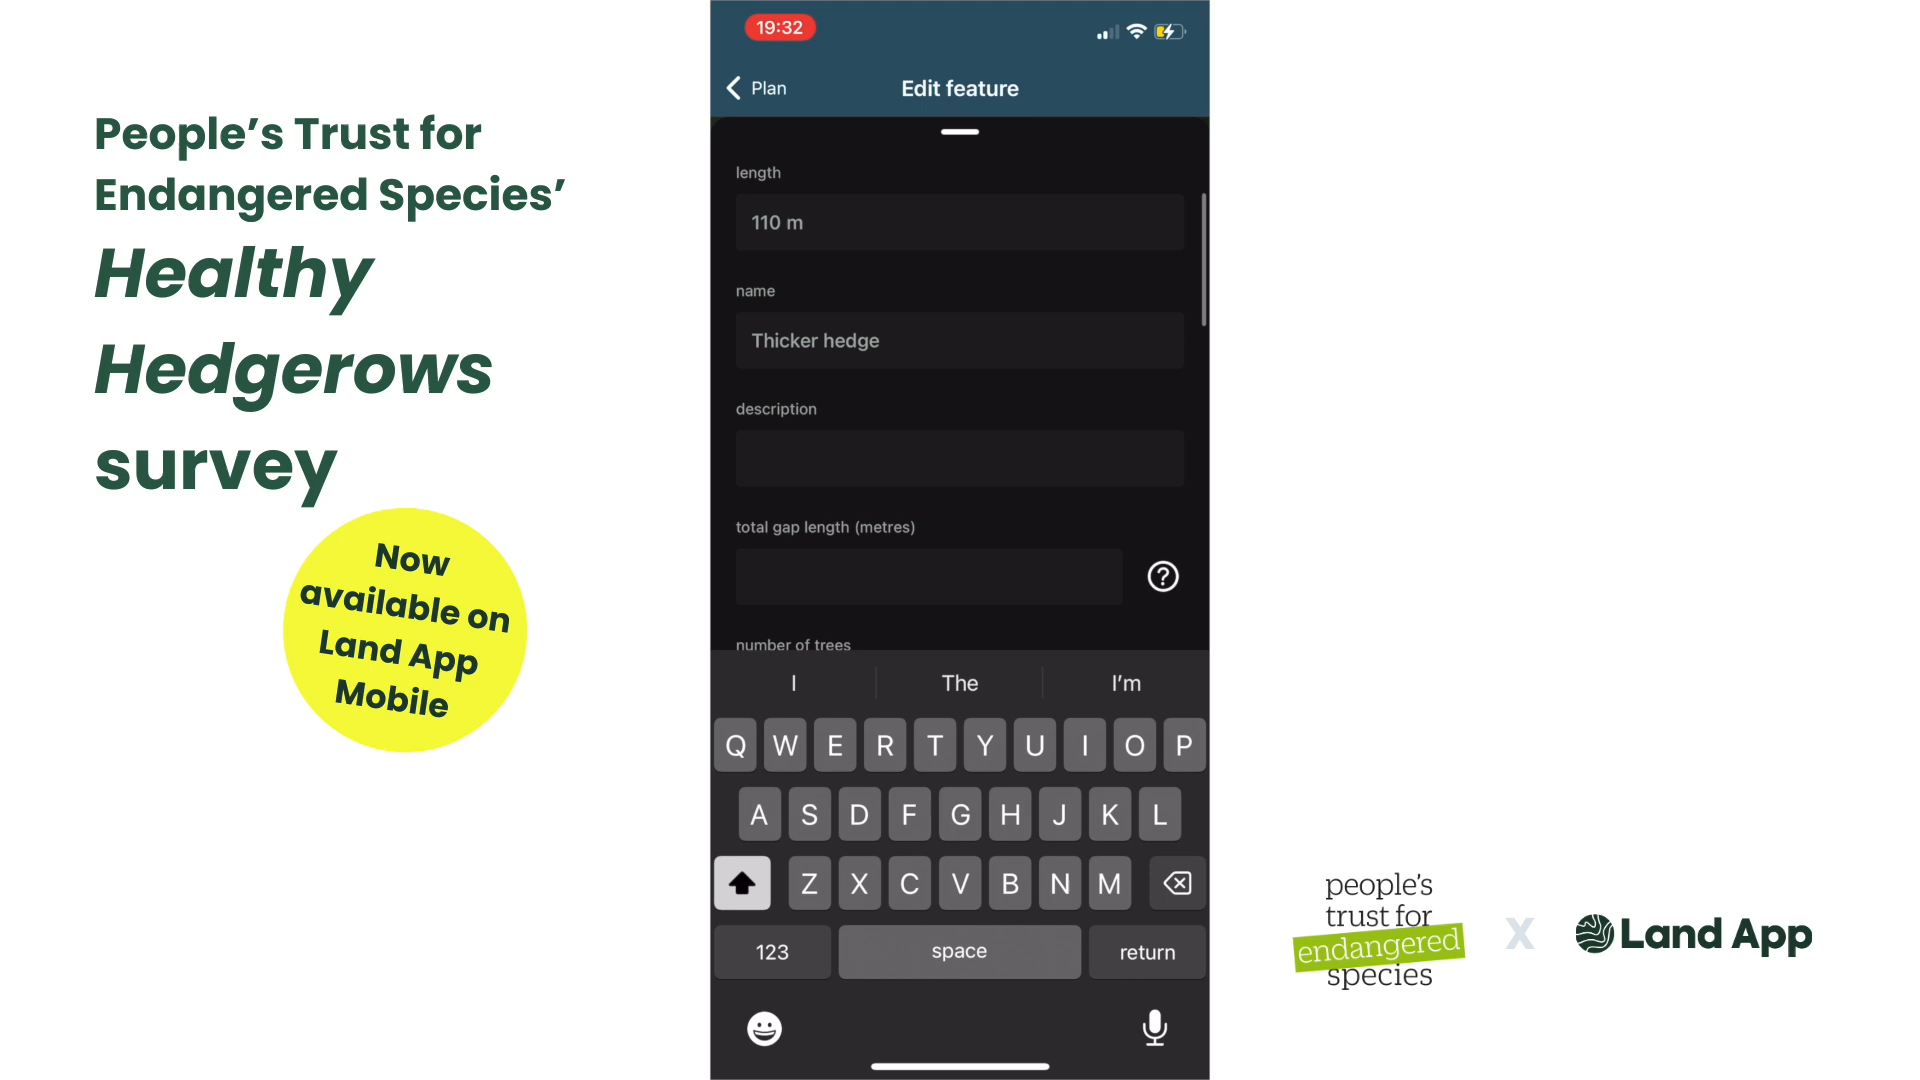 People’s Trust for
Endangered Species’
Healthy
Hedgerows
survey
Now
available on
Land App
Mobile
19:32
Plan
Edit feature
length
110 m
name
Thicker hedge
description
total gap length (metres)
?
number of trees
I The I’m
Q W E R T Y U I O P
A S D F G H J K L
Z X C V B N M
123 space return
people’s
trust for
endangered
species
X
Land App